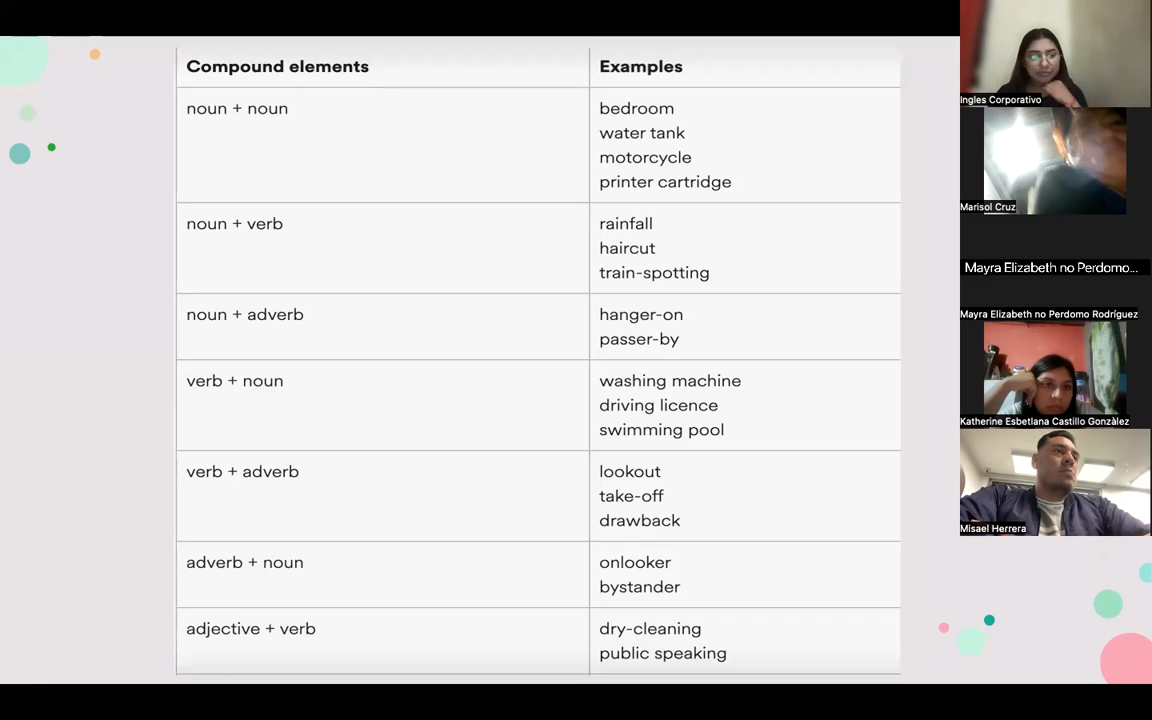 Compound elements
Examples
noun + noun
bedroom
water tank
motorcycle
printer cartridge
noun + verb
rainfall
haircut
train-spotting
noun + adverb
hanger-on
passer-by
verb + noun
washing machine
driving licence
swimming pool
verb + adverb
lookout
take-off
drawback
adverb + noun
onlooker
bystander
adjective + verb
dry-cleaning
public speaking
Ingles Corporativo
Marisol Cruz
Mayra Elizabeth no Perdomo...
Mayra Elizabeth no Perdomo Rodríguez
Katherine Esbetlana Castillo Gonzàlez
Misael Herrera